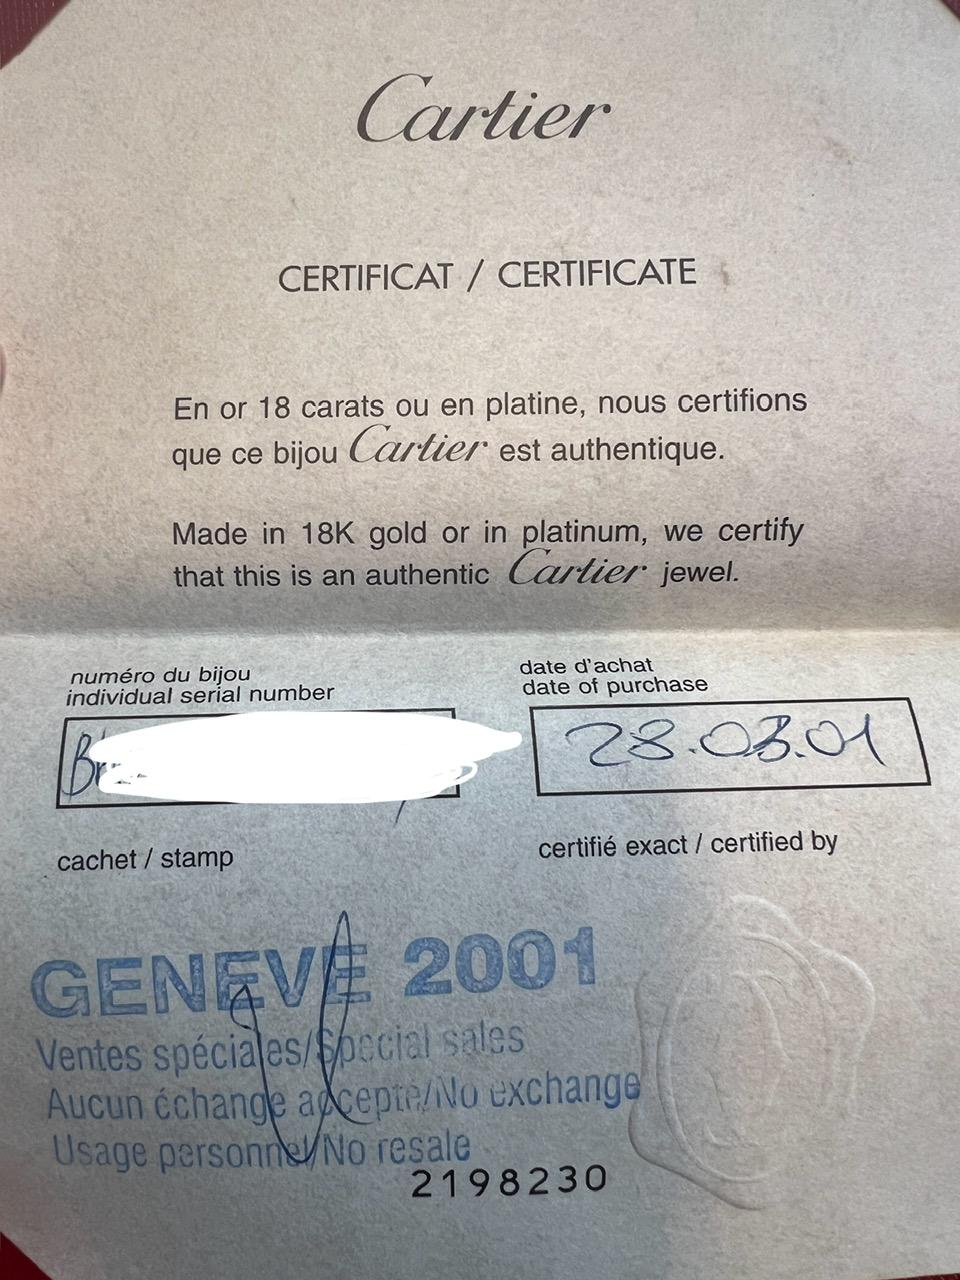 Cartier
CERTIFICAT / CERTIFICATE
En or 18 carats ou en platine, nous certifions
que ce bijou Cartier est authentique.
Made in 18K gold or in platinum, we certify
that this is an authentic Cartier jewel.
numéro du bijou
individual serial number
date d'achat
date of purchase
28.03.01
cachet / stamp
certifié exact / certified by
GENEVE 2001
Ventes spéciales/Special sales
Aucun échange accepté/No exchange
Usage personnel/No resale
2198230